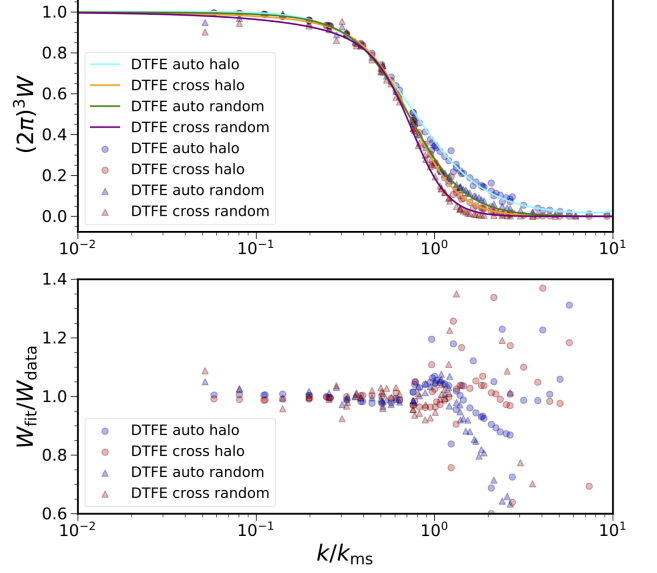 1.0
0.8
0.6
0.4
0.2
0.0
(2π)³W
DTFE auto halo
DTFE cross halo
DTFE auto random
DTFE cross random
DTFE auto halo
DTFE cross halo
DTFE auto random
DTFE cross random
10⁻² 10⁻¹ 10⁰ 10¹
1.4
1.2
1.0
0.8
0.6
W_fit/W_data
DTFE auto halo
DTFE cross halo
DTFE auto random
DTFE cross random
10⁻² 10⁻¹ 10⁰ 10¹
k/k_ms